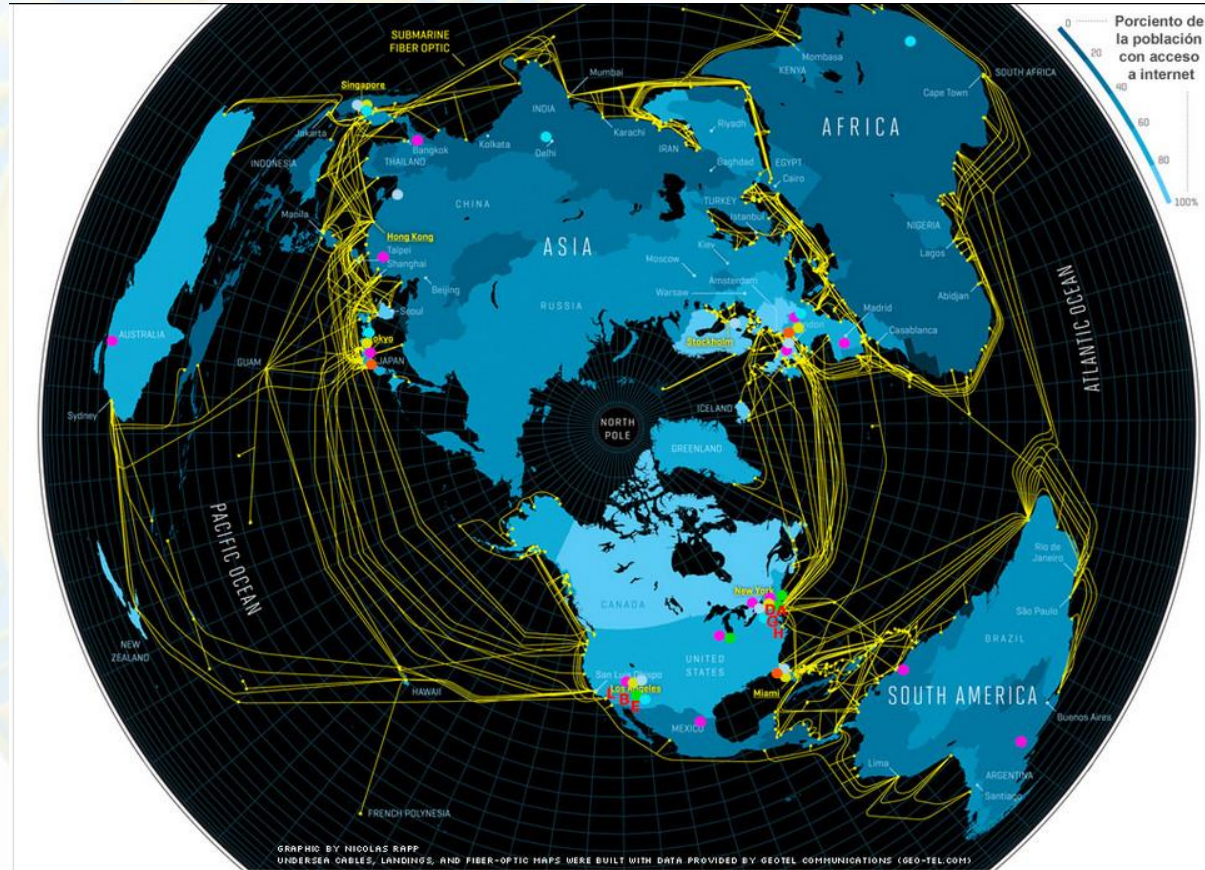 SUBMARINE
FIBER OPTIC
0
20
40
60
80
100%
Porciento de
la población
con acceso
a internet
Mombasa
KENYA
SOUTH AFRICA
Cape Town
AFRICA
Singapore
Mumbai
INDIA
Jakarta
INDONESIA
Bangkok
THAILAND
Kolkata
Delhi
Karachi
IRAN
Riyadh
Baghdad
EGYPT
Cairo
CHINA
Manila
TURKEY
Istanbul
NIGERIA
Lagos
Hong Kong
Taipei
Shanghai
ASIA
Kiev
Moscow
Amsterdam
Beijing
Warsaw
Abidjan
RUSSIA
Seoul
Madrid
Casablanca
AUSTRALIA
okyo
JAPAN
Stockholm
ndon
GUAM
ATLANTIC OCEAN
Sydney
ICELAND
NORTH
POLE
GREENLAND
PACIFIC OCEAN
Rio de
Janeiro
São Paulo
CANADA
New York
D A
G
H
BRAZIL
NEW
ZEALAND
UNITED
STATES
San Luis Obispo
Los Angeles
L B E
HAWAII
Miami
SOUTH AMERICA
Buenos Aires
MEXICO
Lima
ARGENTINA
Santiago
FRENCH POLYNESIA
GRAPHIC BY NICOLAS RAPP
UNDERSEA CABLES, LANDINGS, AND FIBER-OPTIC MAPS WERE BUILT WITH DATA PROVIDED BY GEOTEL COMMUNICATIONS (GEO-TEL.COM)